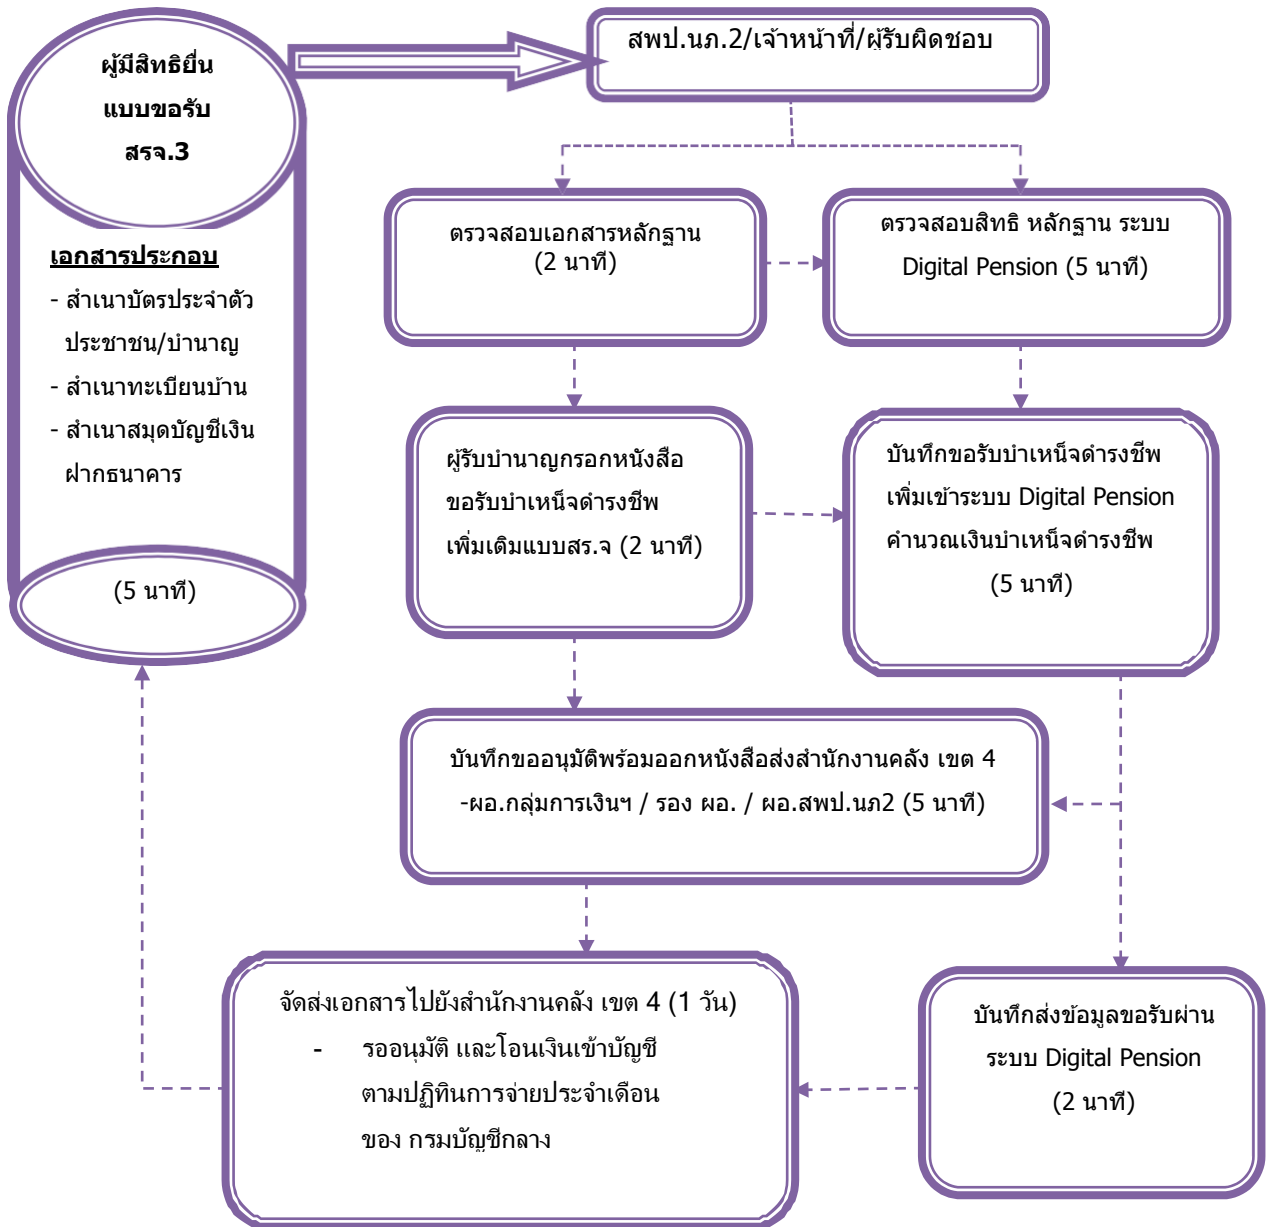 ผู้มีสิทธิยื่น
แบบขอรับ
สรจ.3
เอกสารประกอบ
- สำเนาบัตรประจำตัว
ประชาชน/บำนาญ
- สำเนาทะเบียนบ้าน
- สำเนาสมุดบัญชีเงิน
ฝากธนาคาร
(5 นาที)
สพป.นภ.2/เจ้าหน้าที่/ผู้รับผิดชอบ
ตรวจสอบเอกสารหลักฐาน
(2 นาที)
ตรวจสอบสิทธิ หลักฐาน ระบบ
Digital Pension (5 นาที)
ผู้รับบำนาญกรอกหนังสือ
ขอรับบำเหน็จดำรงชีพ
เพิ่มเติมแบบสร.จ (2 นาที)
บันทึกขอรับบำเหน็จดำรงชีพ
เพิ่มเข้าระบบ Digital Pension
คำนวณเงินบำเหน็จดำรงชีพ
(5 นาที)
บันทึกขออนุมัติพร้อมออกหนังสือส่งสำนักงานคลัง เขต 4
-ผอ.กลุ่มการเงินฯ / รอง ผอ. / ผอ.สพป.นภ2 (5 นาที)
จัดส่งเอกสารไปยังสำนักงานคลัง เขต 4 (1 วัน)
- รออนุมัติ และโอนเงินเข้าบัญชี
ตามปฏิทินการจ่ายประจำเดือน
ของ กรมบัญชีกลาง
บันทึกส่งข้อมูลขอรับผ่าน
ระบบ Digital Pension
(2 นาที)